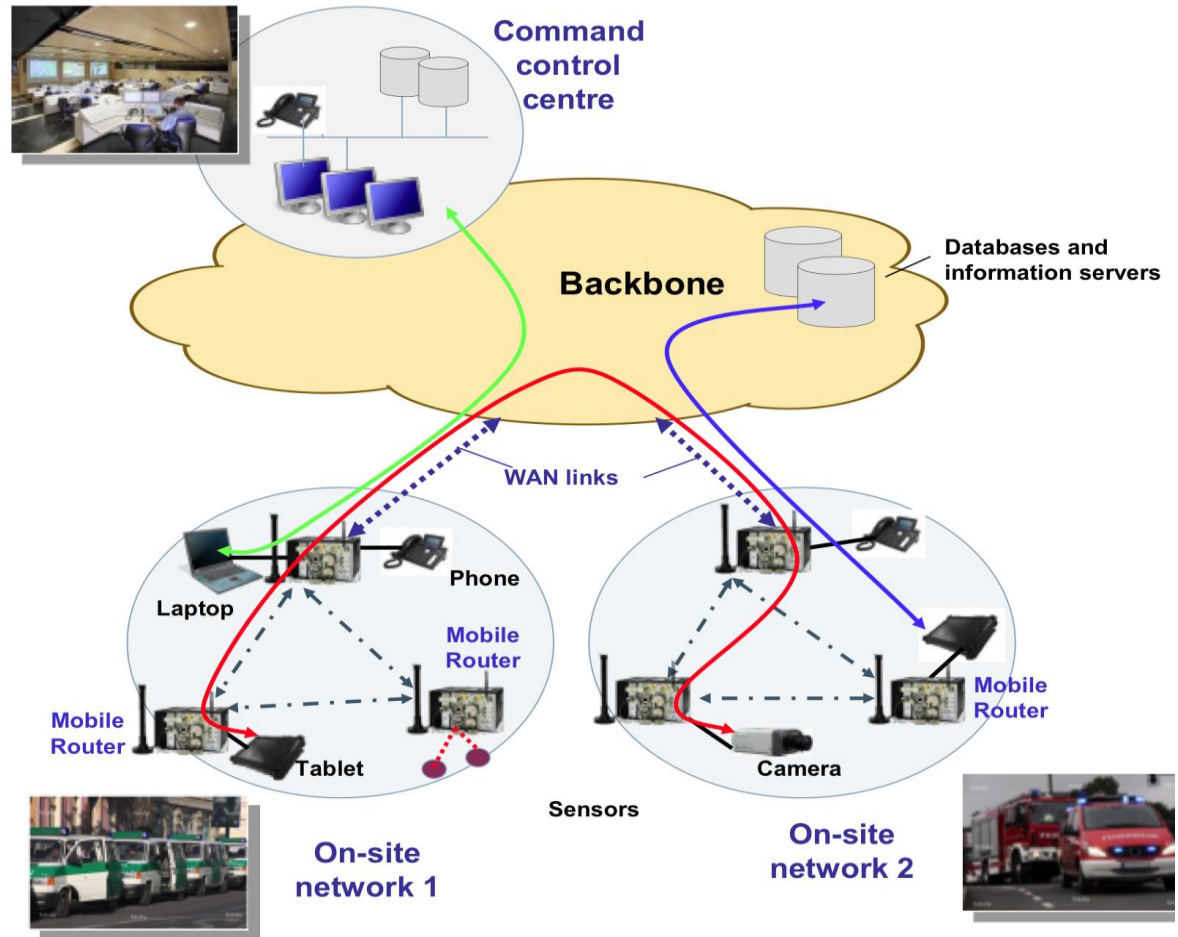 Command
control
centre
Backbone
Databases and
information servers
WAN links
Laptop
Phone
Mobile
Router
Mobile
Router
Tablet
Mobile
Router
Camera
Sensors
On-site
network 1
On-site
network 2